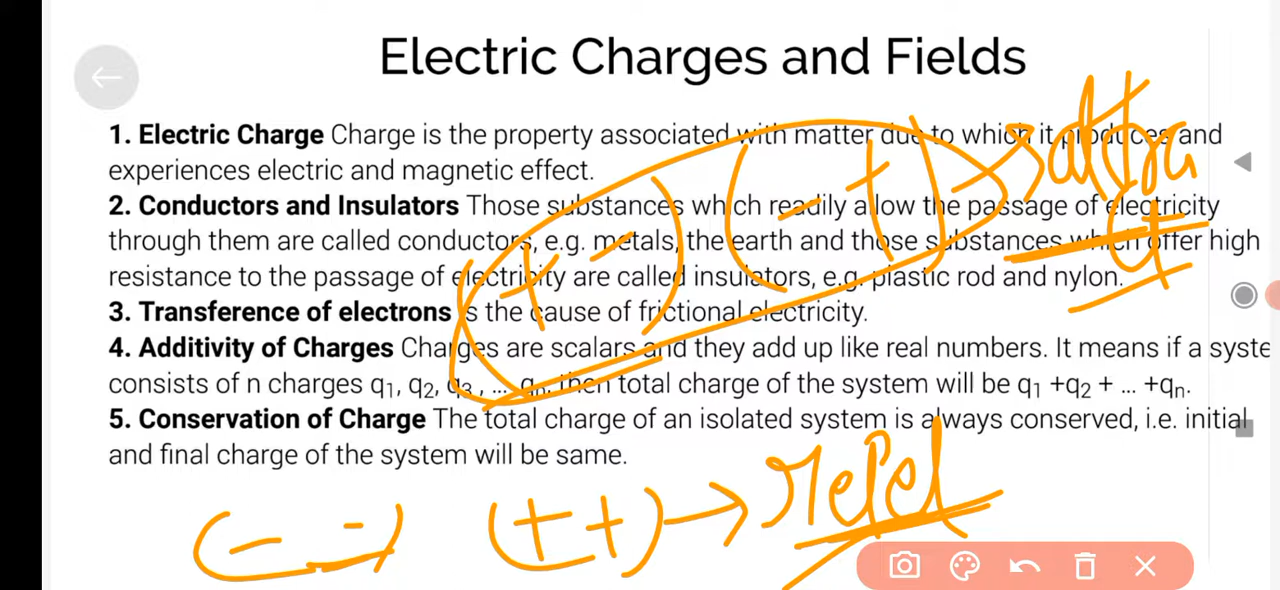 Electric Charges and Fields
1. Electric Charge Charge is the property associated with matter due to which it produces and
experiences electric and magnetic effect.
2. Conductors and Insulators Those substances which readily allow the passage of electricity
through them are called conductors, e.g. metals, the earth and those substances which offer high
resistance to the passage of electricity are called insulators, e.g. plastic rod and nylon.
3. Transference of electrons is the cause of frictional electricity.
4. Additivity of Charges Charges are scalars and they add up like real numbers. It means if a syste
consists of n charges q₁, q₂, q₃ , ... qₙ, then total charge of the system will be q₁ +q₂ + ... +qₙ.
5. Conservation of Charge The total charge of an isolated system is always conserved, i.e. initial
and final charge of the system will be same.
(+ -) (- +) → attra
ct
(- -) (+ +) → repel